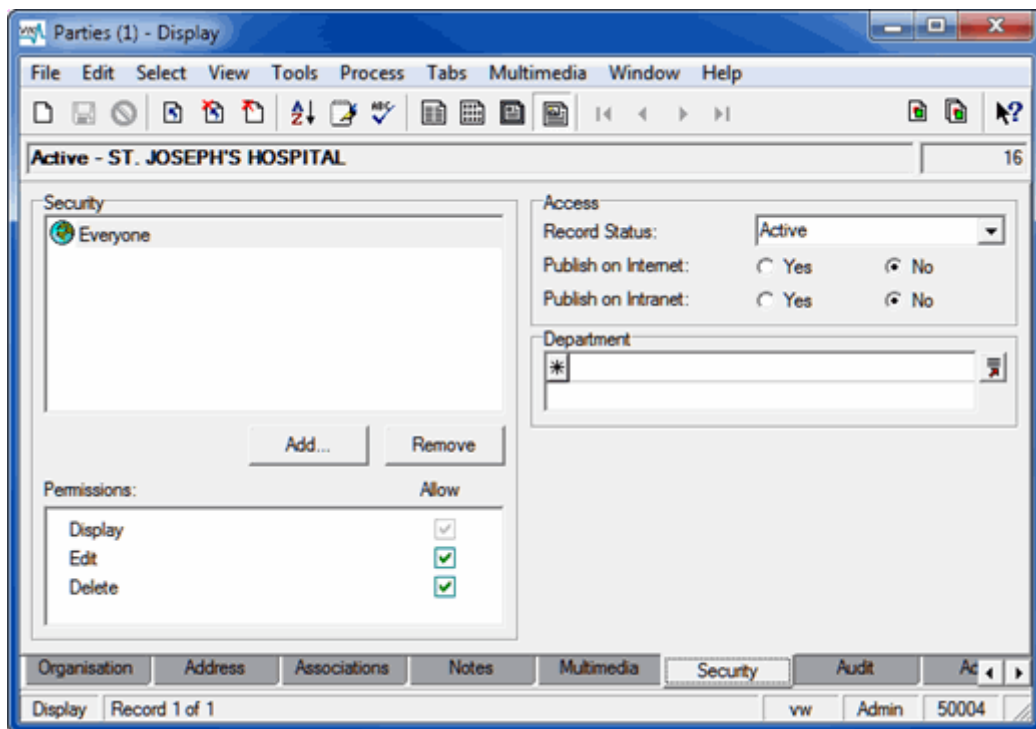 Parties (1) - Display
File Edit Select View Tools Process Tabs Multimedia Window Help
Active - ST. JOSEPH'S HOSPITAL 16
Security
Everyone
Add... Remove
Permissions: Allow
Display
Edit
Delete
Access
Record Status: Active
Publish on Internet: Yes No
Publish on Intranet: Yes No
Department
Organisation Address Associations Notes Multimedia Security Audit
Display Record 1 of 1 vw Admin 50004